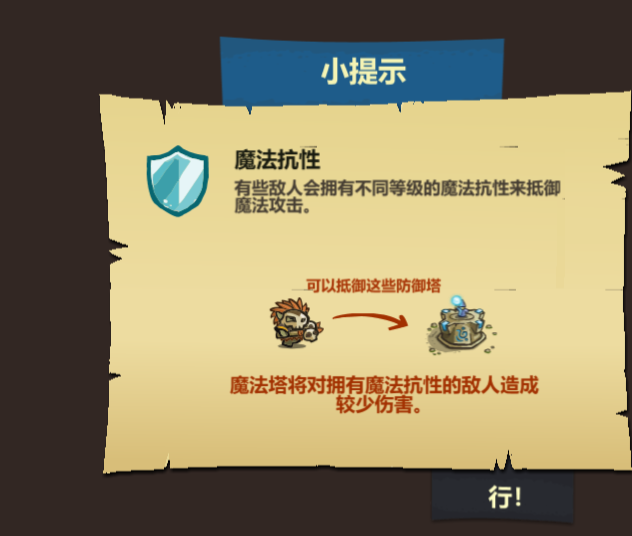 小提示
魔法抗性
有些敌人会拥有不同等级的魔法抗性来抵御
魔法攻击。
可以抵御这些防御塔
魔法塔将对拥有魔法抗性的敌人造成
较少伤害。
行!